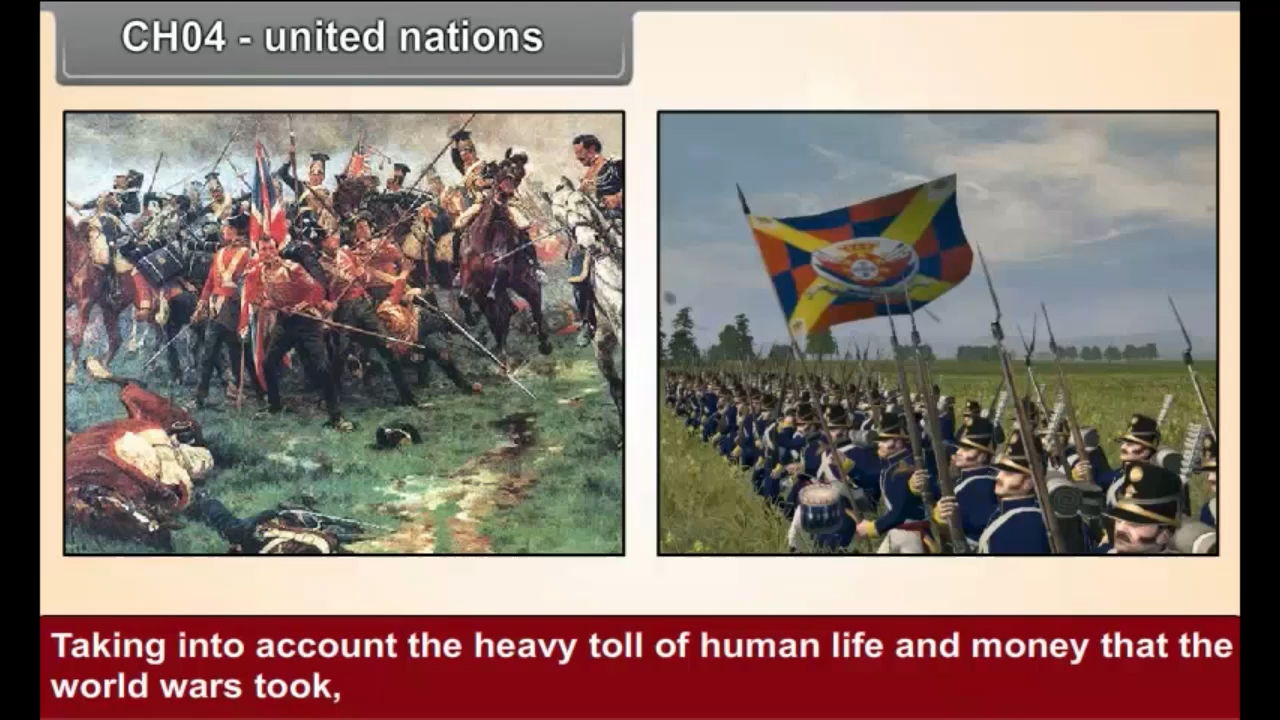 CH04 - united nations
Taking into account the heavy toll of human life and money that the
world wars took,